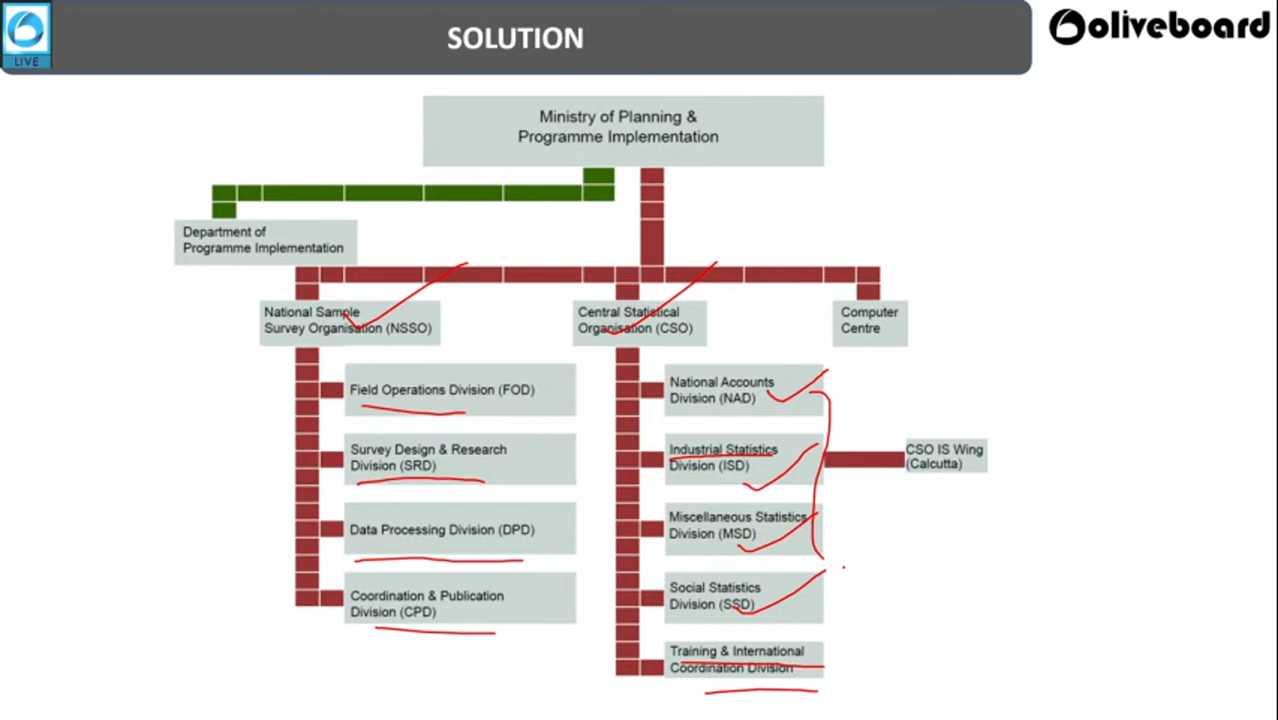 SOLUTION
LIVE
oliveboard
Ministry of Planning &
Programme Implementation
Department of
Programme Implementation
National Sample
Survey Organisation (NSSO)
Central Statistical
Organisation (CSO)
Computer
Centre
Field Operations Division (FOD)
Survey Design & Research
Division (SRD)
Data Processing Division (DPD)
Coordination & Publication
Division (CPD)
National Accounts
Division (NAD)
Industrial Statistics
Division (ISD)
Miscellaneous Statistics
Division (MSD)
Social Statistics
Division (SSD)
Training & International
Coordination Division
CSO IS Wing
(Calcutta)